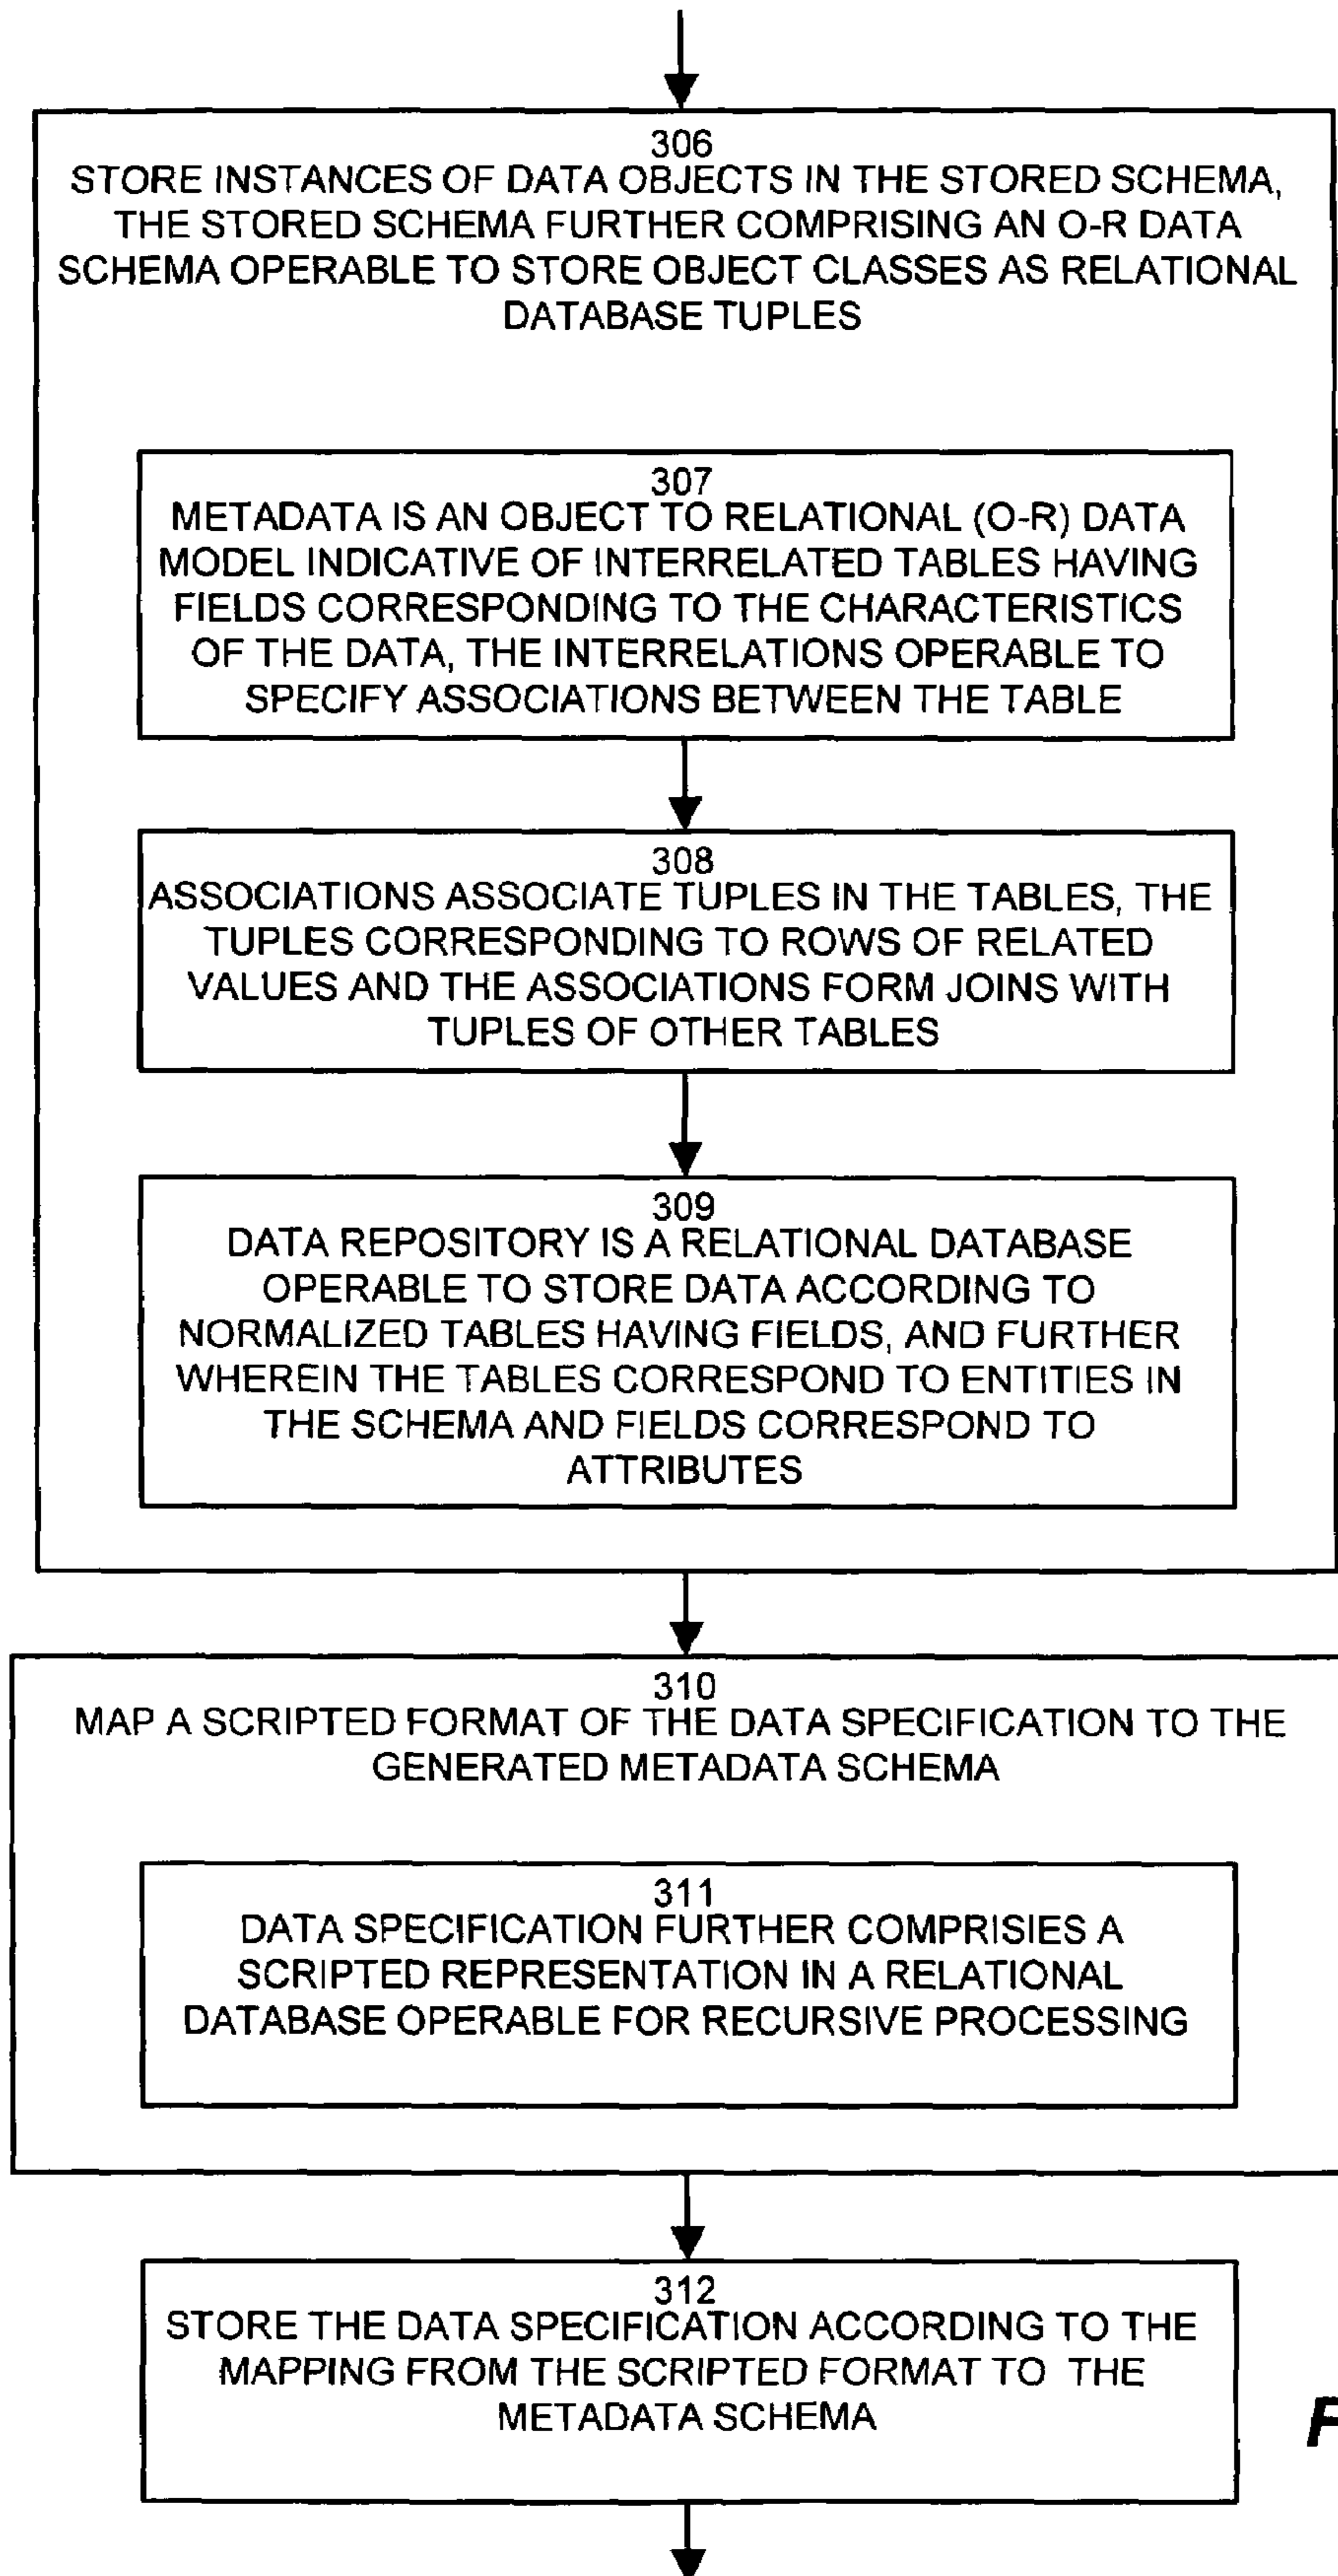 306
STORE INSTANCES OF DATA OBJECTS IN THE STORED SCHEMA,
THE STORED SCHEMA FURTHER COMPRISING AN O-R DATA
SCHEMA OPERABLE TO STORE OBJECT CLASSES AS RELATIONAL
DATABASE TUPLES
307
METADATA IS AN OBJECT TO RELATIONAL (O-R) DATA
MODEL INDICATIVE OF INTERRELATED TABLES HAVING
FIELDS CORRESPONDING TO THE CHARACTERISTICS
OF THE DATA, THE INTERRELATIONS OPERABLE TO
SPECIFY ASSOCIATIONS BETWEEN THE TABLE
308
ASSOCIATIONS ASSOCIATE TUPLES IN THE TABLES, THE
TUPLES CORRESPONDING TO ROWS OF RELATED
VALUES AND THE ASSOCIATIONS FORM JOINS WITH
TUPLES OF OTHER TABLES
309
DATA REPOSITORY IS A RELATIONAL DATABASE
OPERABLE TO STORE DATA ACCORDING TO
NORMALIZED TABLES HAVING FIELDS, AND FURTHER
WHEREIN THE TABLES CORRESPOND TO ENTITIES IN
THE SCHEMA AND FIELDS CORRESPOND TO
ATTRIBUTES
310
MAP A SCRIPTED FORMAT OF THE DATA SPECIFICATION TO THE
GENERATED METADATA SCHEMA
311
DATA SPECIFICATION FURTHER COMPRISIES A
SCRIPTED REPRESENTATION IN A RELATIONAL
DATABASE OPERABLE FOR RECURSIVE PROCESSING
312
STORE THE DATA SPECIFICATION ACCORDING TO THE
MAPPING FROM THE SCRIPTED FORMAT TO THE
METADATA SCHEMA